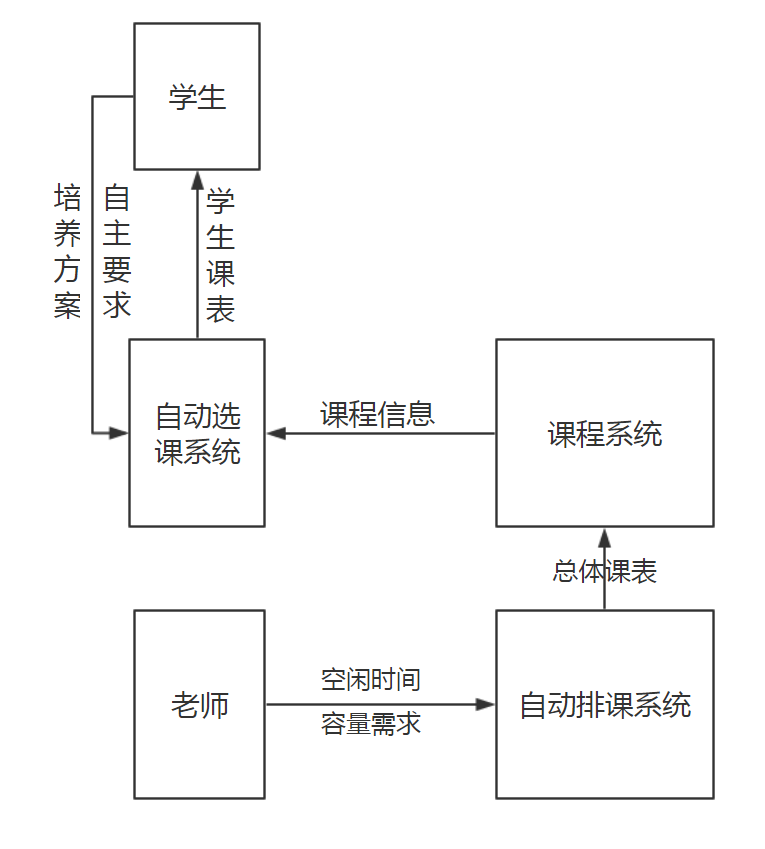 学生
培养方案
自主要求
学生课表
自动选
课系统
课程信息
课程系统
总体课表
老师
空闲时间
容量需求
自动排课系统